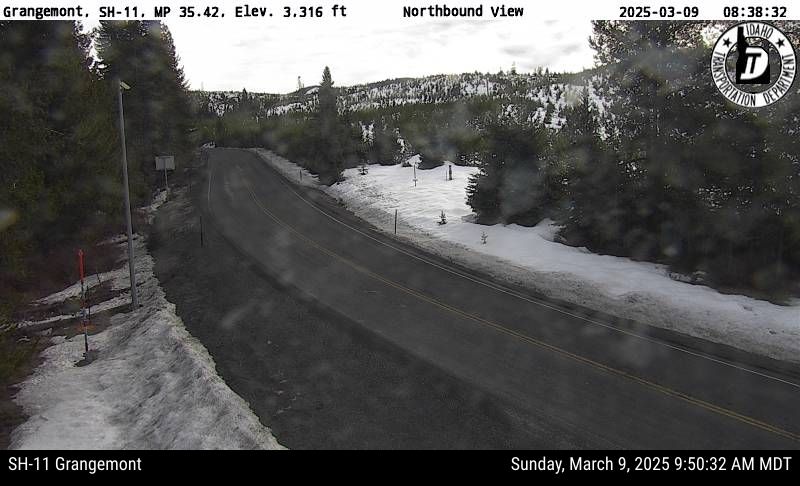 Grangemont, SH-11, MP 35.42, Elev. 3,316 ft Northbound View 2025-03-09 08:38:32
IDAHO
TRANSPORTATION DEPARTMENT
SH-11 Grangemont Sunday, March 9, 2025 9:50:32 AM MDT